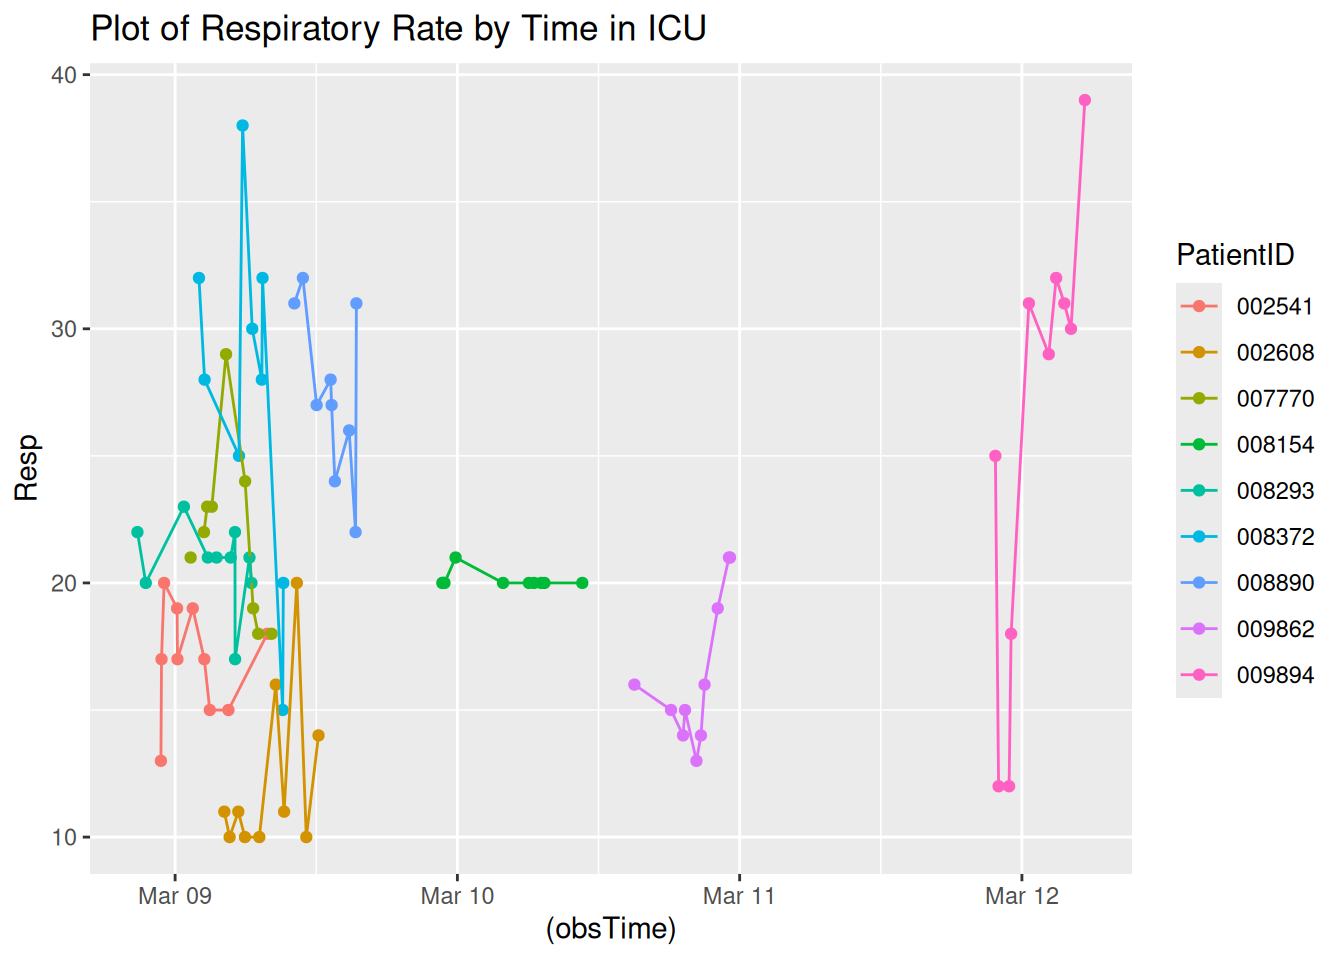 Plot of Respiratory Rate by Time in ICU
40
30
20
10
Resp
Mar 09
Mar 10
Mar 11
Mar 12
(obsTime)
PatientID
002541
002608
007770
008154
008293
008372
008890
009862
009894